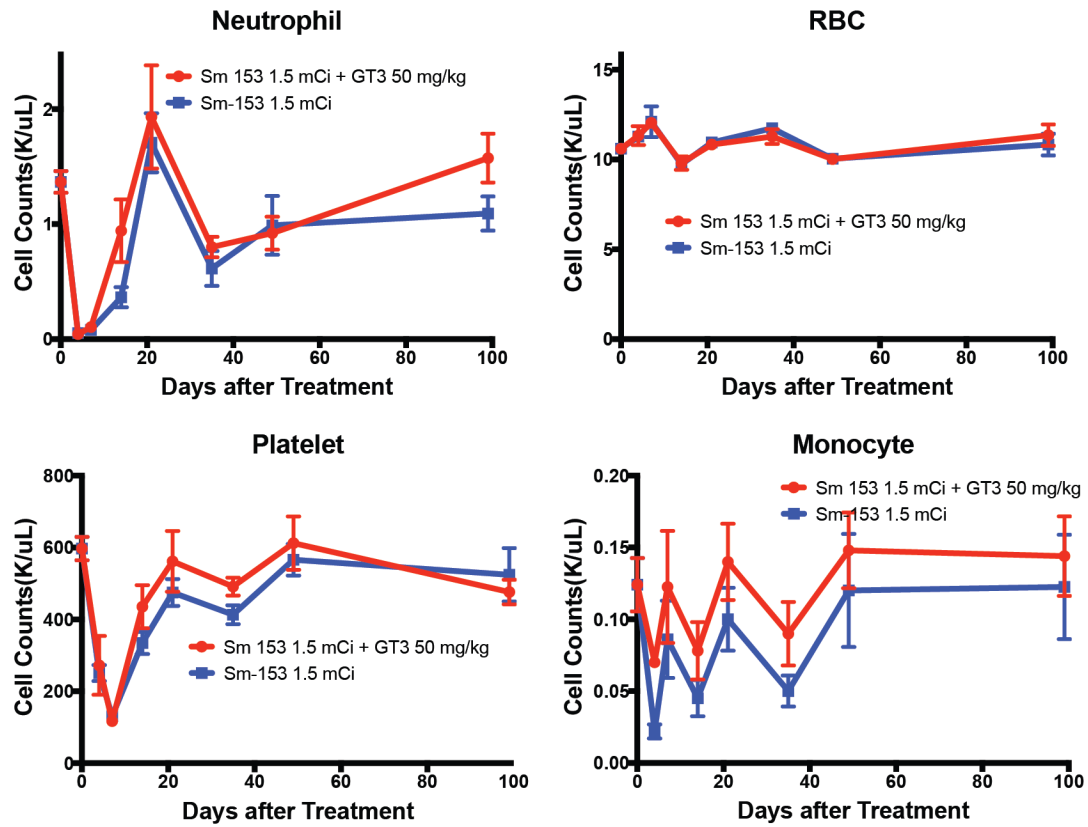 Neutrophil
Cell Counts(K/uL)
2
1
0
Sm 153 1.5 mCi + GT3 50 mg/kg
Sm-153 1.5 mCi
0 20 40 60 80 100
Days after Treatment
RBC
Cell Counts(K/uL)
15
10
5
0
Sm 153 1.5 mCi + GT3 50 mg/kg
Sm-153 1.5 mCi
0 20 40 60 80 100
Days after Treatment
Platelet
Cell Counts(K/uL)
800
600
400
200
0
Sm 153 1.5 mCi + GT3 50 mg/kg
Sm-153 1.5 mCi
0 20 40 60 80 100
Days after Treatment
Monocyte
Cell Counts(K/uL)
0.20
0.15
0.10
0.05
0.00
Sm 153 1.5 mCi + GT3 50 mg/kg
Sm-153 1.5 mCi
0 20 40 60 80 100
Days after Treatment